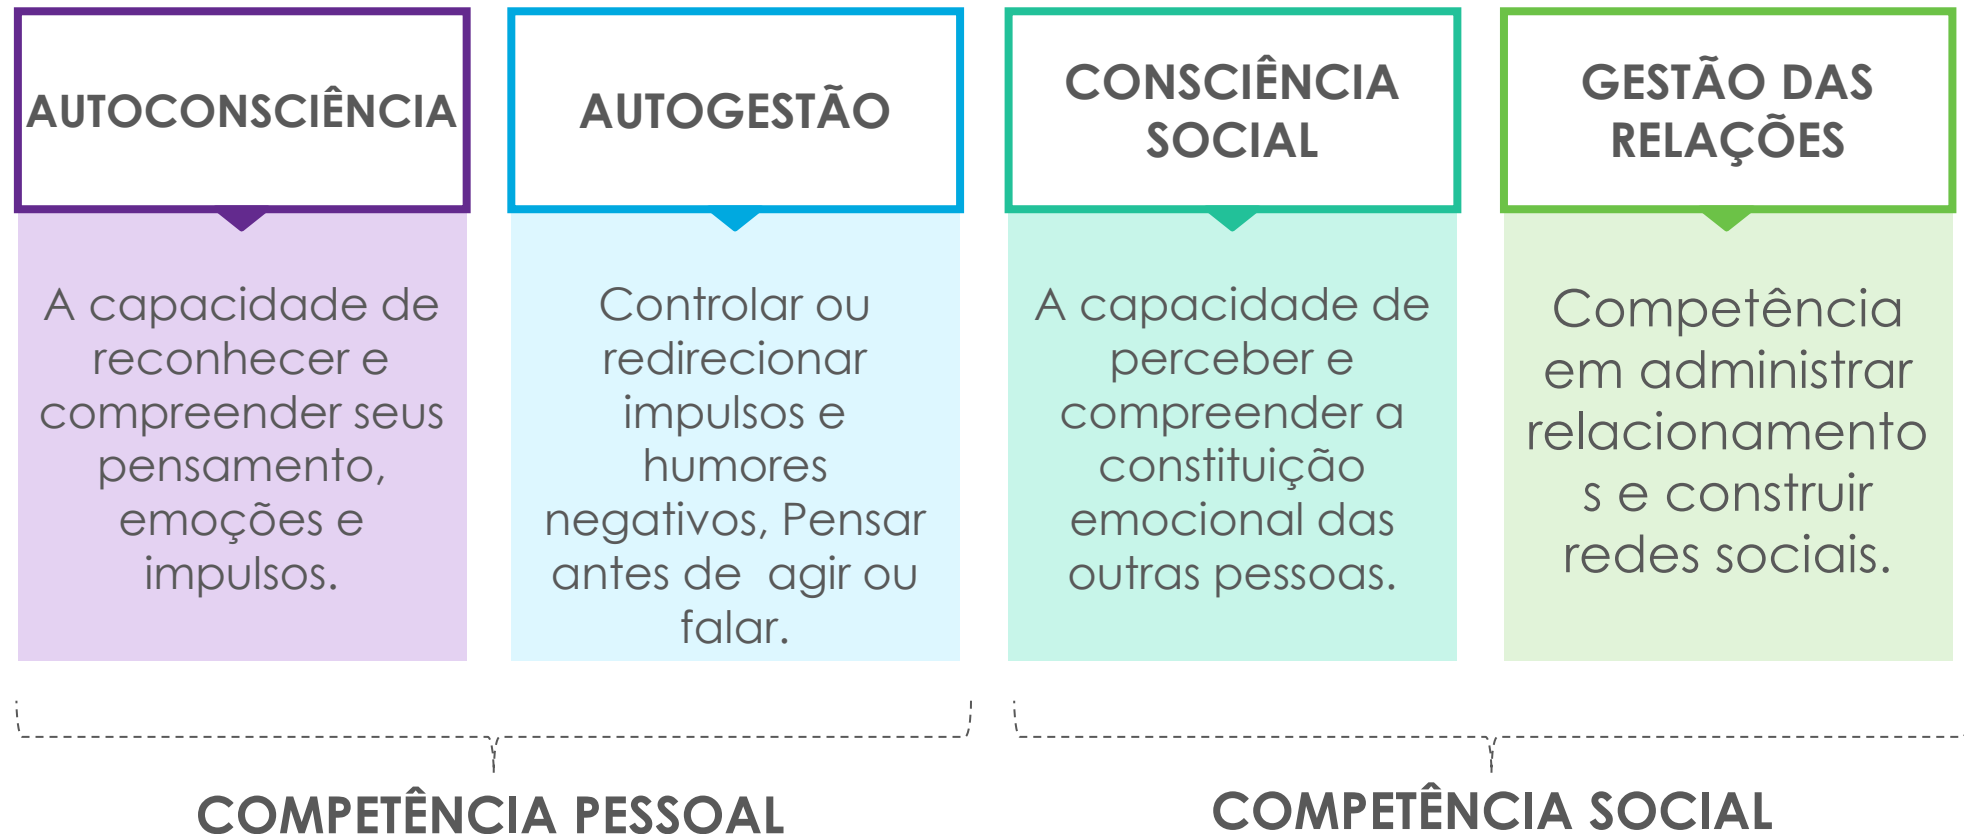 AUTOCONSCIÊNCIA
A capacidade de
reconhecer e
compreender seus
pensamento,
emoções e
impulsos.
AUTOGESTÃO
Controlar ou
redirecionar
impulsos e
humores
negativos, Pensar
antes de  agir ou
falar.
CONSCIÊNCIA
SOCIAL
A capacidade de
perceber e
compreender a
constituição
emocional das
outras pessoas.
GESTÃO DAS
RELAÇÕES
Competência
em administrar
relacionamento
s e construir
redes sociais.
COMPETÊNCIA PESSOAL
COMPETÊNCIA SOCIAL